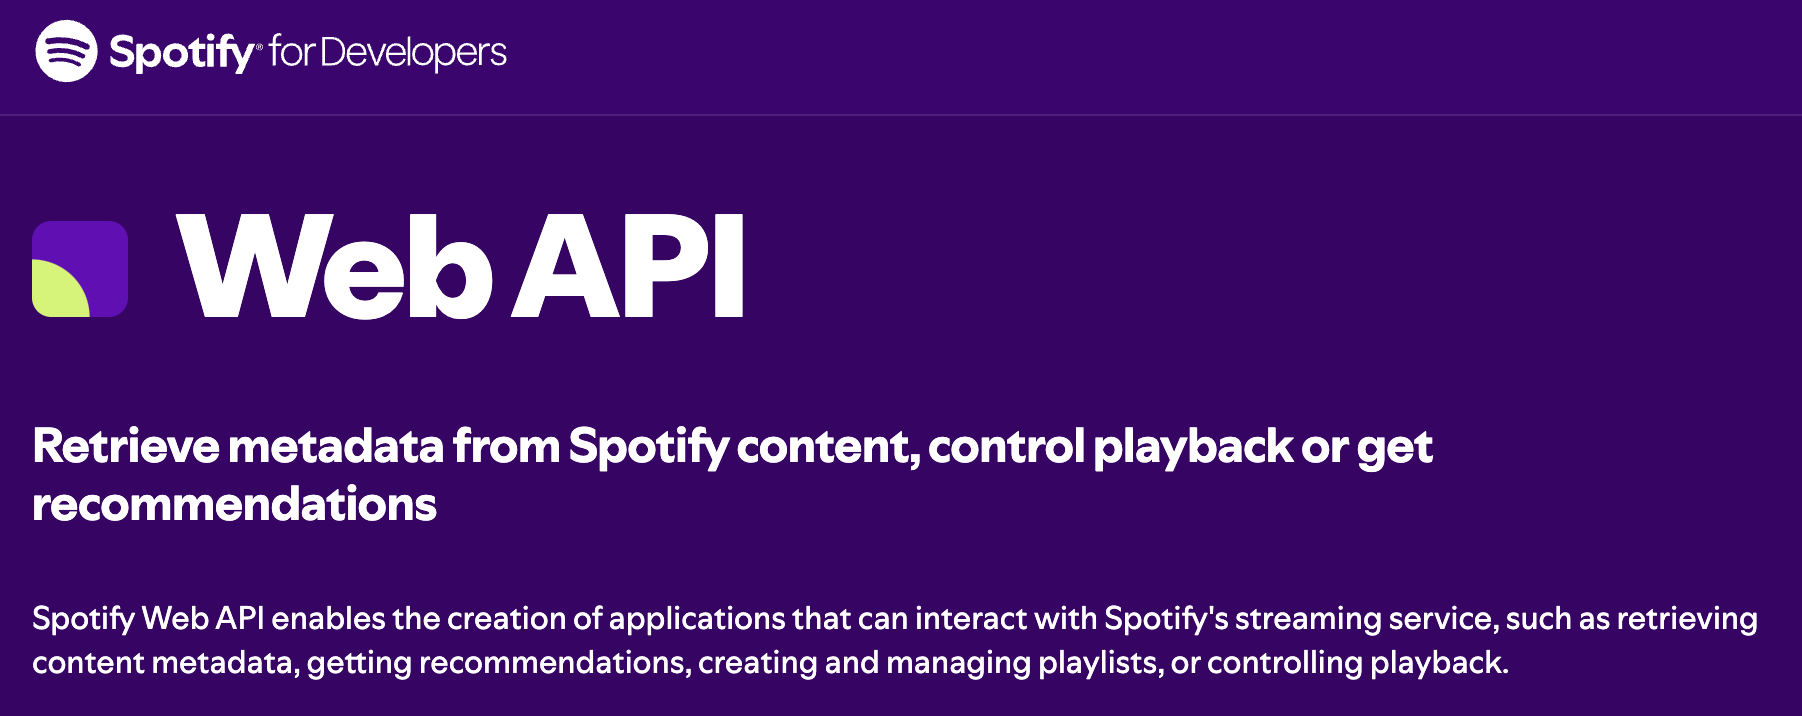 Spotify® for Developers
Web API
Retrieve metadata from Spotify content, control playback or get
recommendations
Spotify Web API enables the creation of applications that can interact with Spotify's streaming service, such as retrieving
content metadata, getting recommendations, creating and managing playlists, or controlling playback.